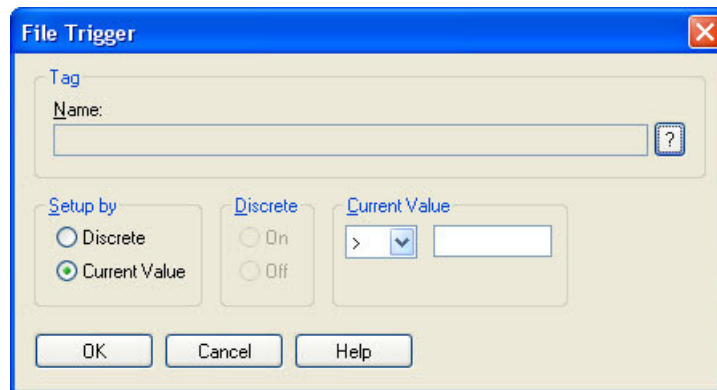 File Trigger
Tag
Name:
?
Setup by
Discrete
Current Value
Discrete
On
Off
Current Value
>
OK
Cancel
Help